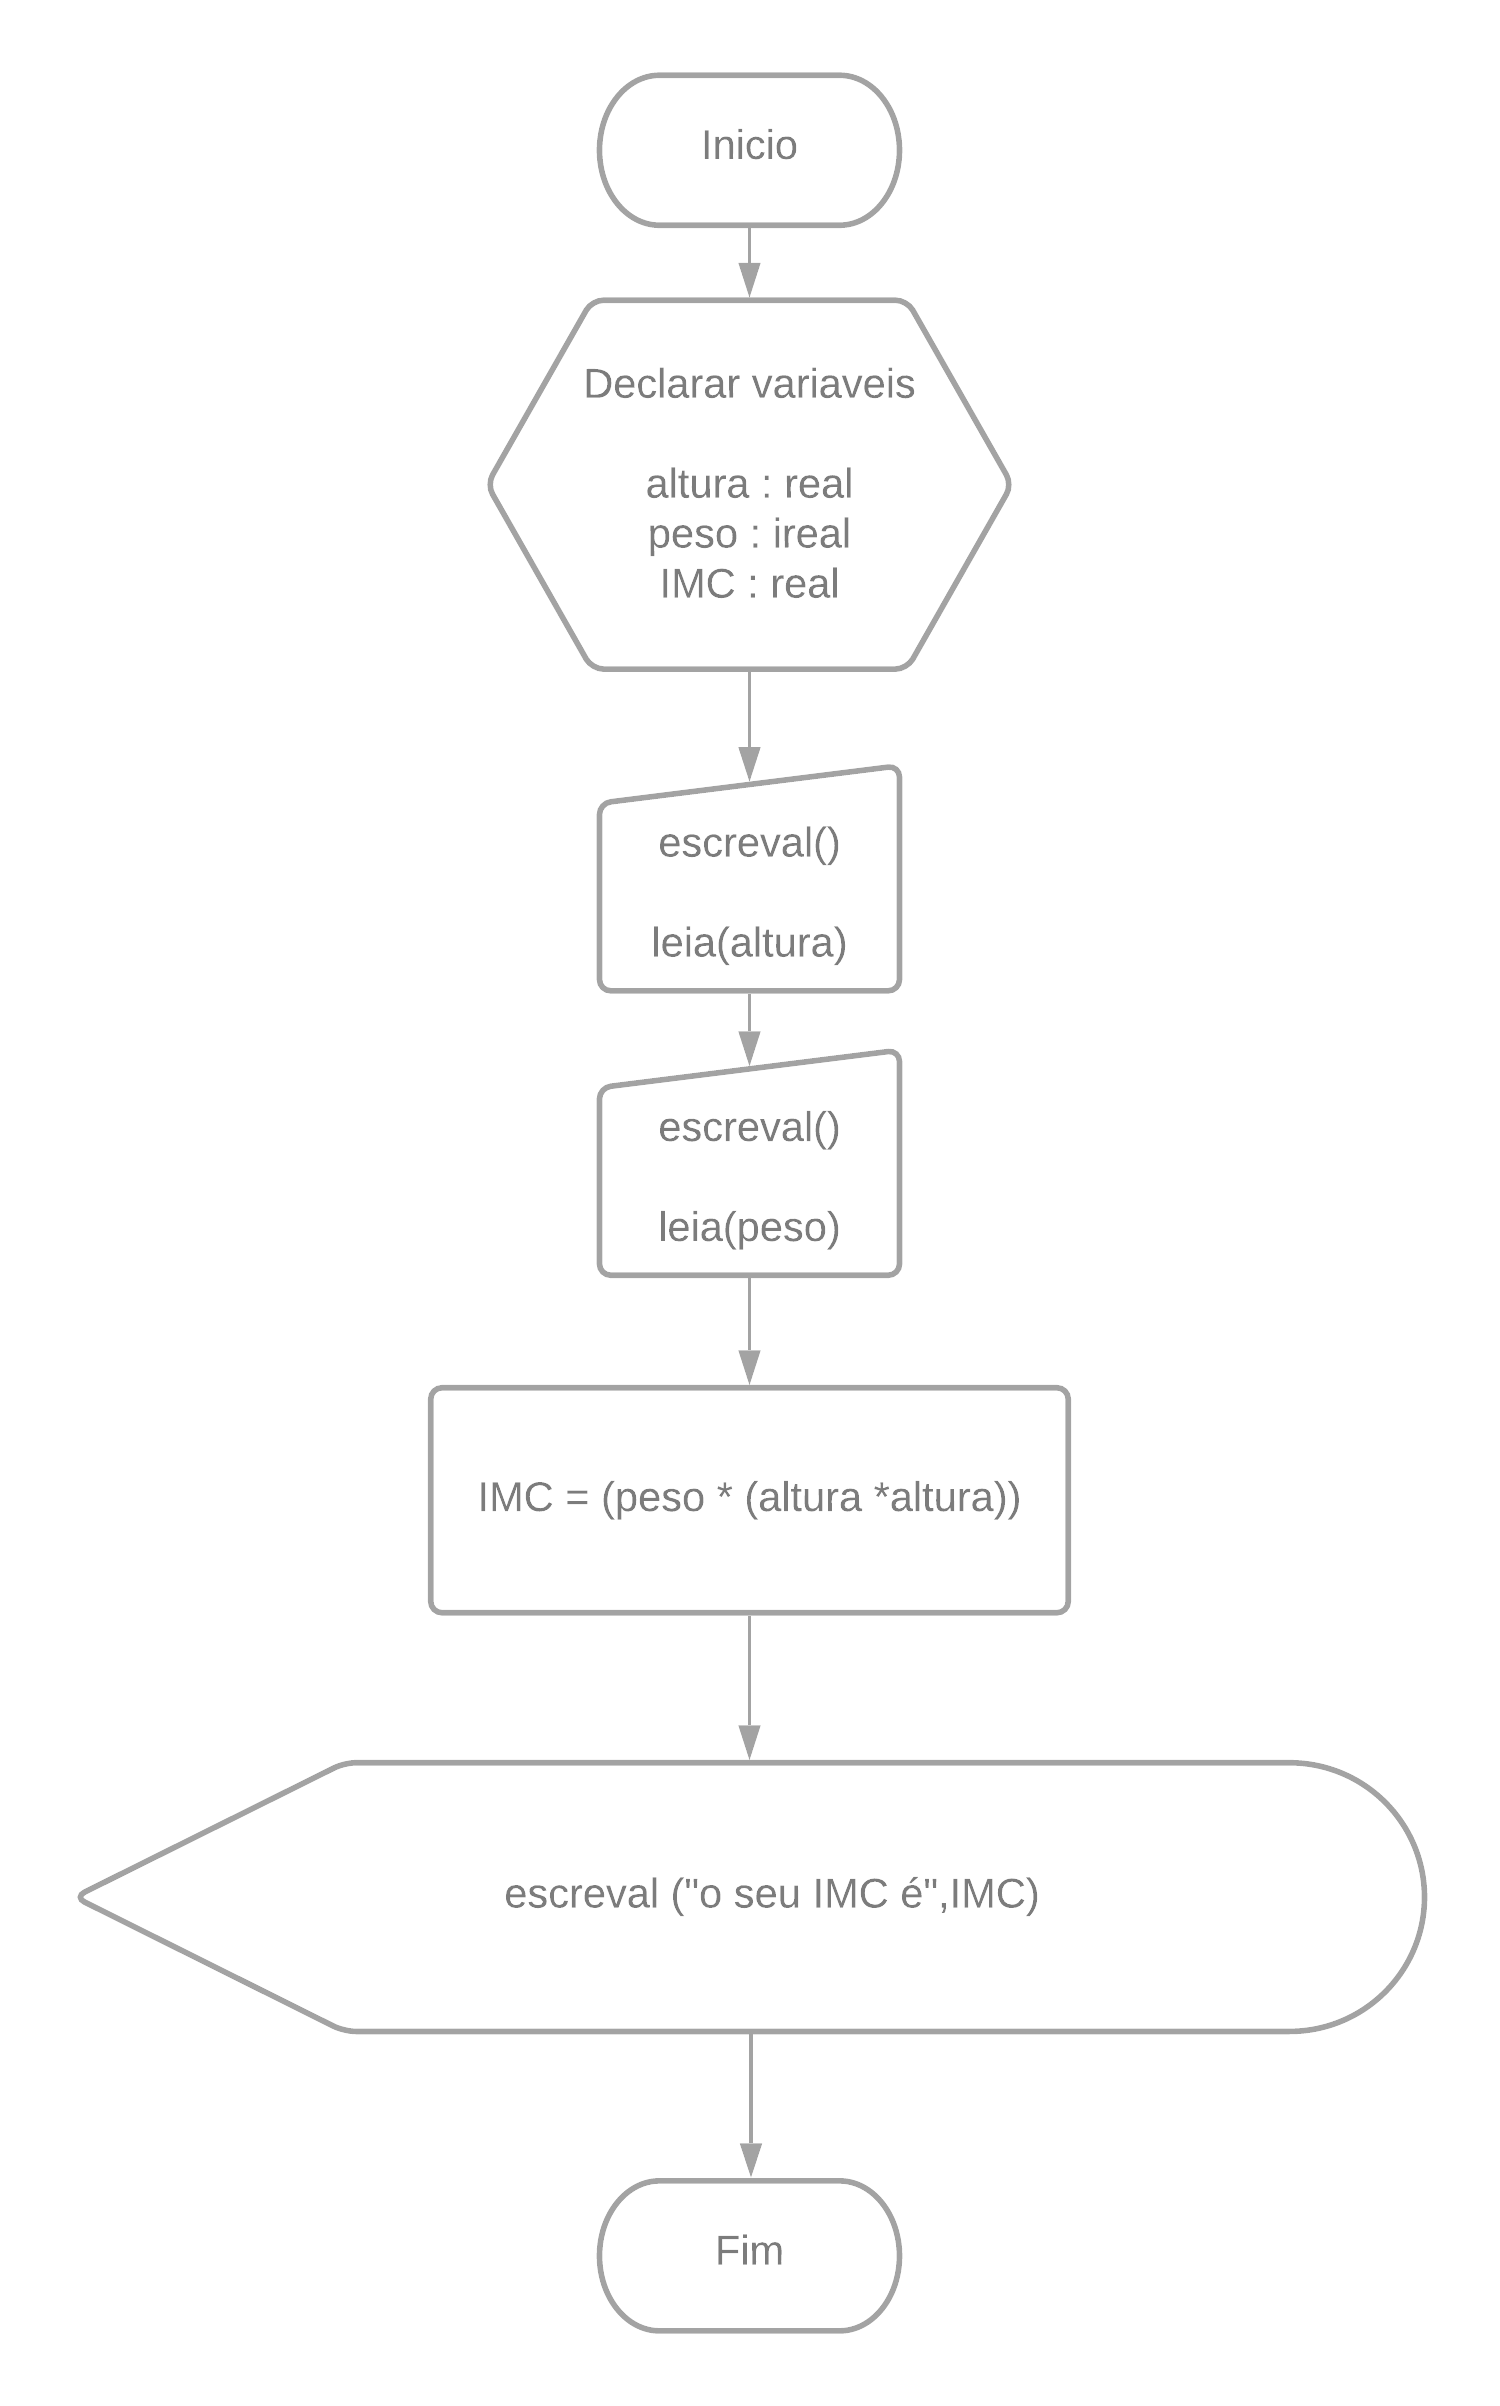 Inicio
Declarar variaveis
altura : real
peso : ireal
IMC : real
escreval()
leia(altura)
escreval()
leia(peso)
IMC = (peso * (altura *altura))
escreval ("o seu IMC é",IMC)
Fim